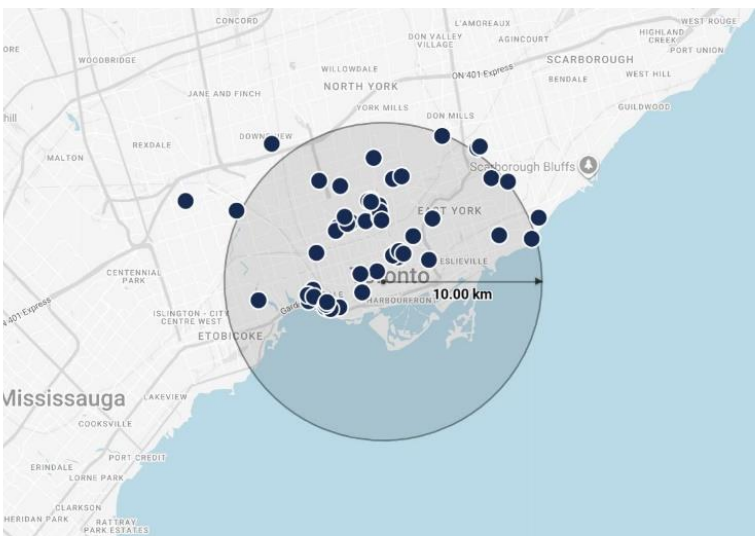 CONCORD
L'AMOREAUX
WEST ROUGE
ORE
DON VALLEY
VILLAGE
AGINCOURT
HIGHLAND
CREEK
PORT UNION
WOODBRIDGE
WILLOWDALE
ON 401 Express
SCARBOROUGH
BENDALE
WEST HILL
NORTH YORK
JANE AND FINCH
YORK MILLS
GUILDWOOD
hill
DON MILLS
REXDALE
MALTON
Scarborough Bluffs
EAST YORK
CENTENNIAL
PARK
LESLIEVILLE
10.00 km
HARBOURFRONT
ISLINGTON - CITY
CENTRE WEST
N 401 Express
ETOBICOKE
Mississauga
LAKEVIEW
COOKSVILLE
PORT CREDIT
ERINDALE
LORNE PARK
CLARKSON
HERIDAN PARK
RATTRAY
PARK ESTATES